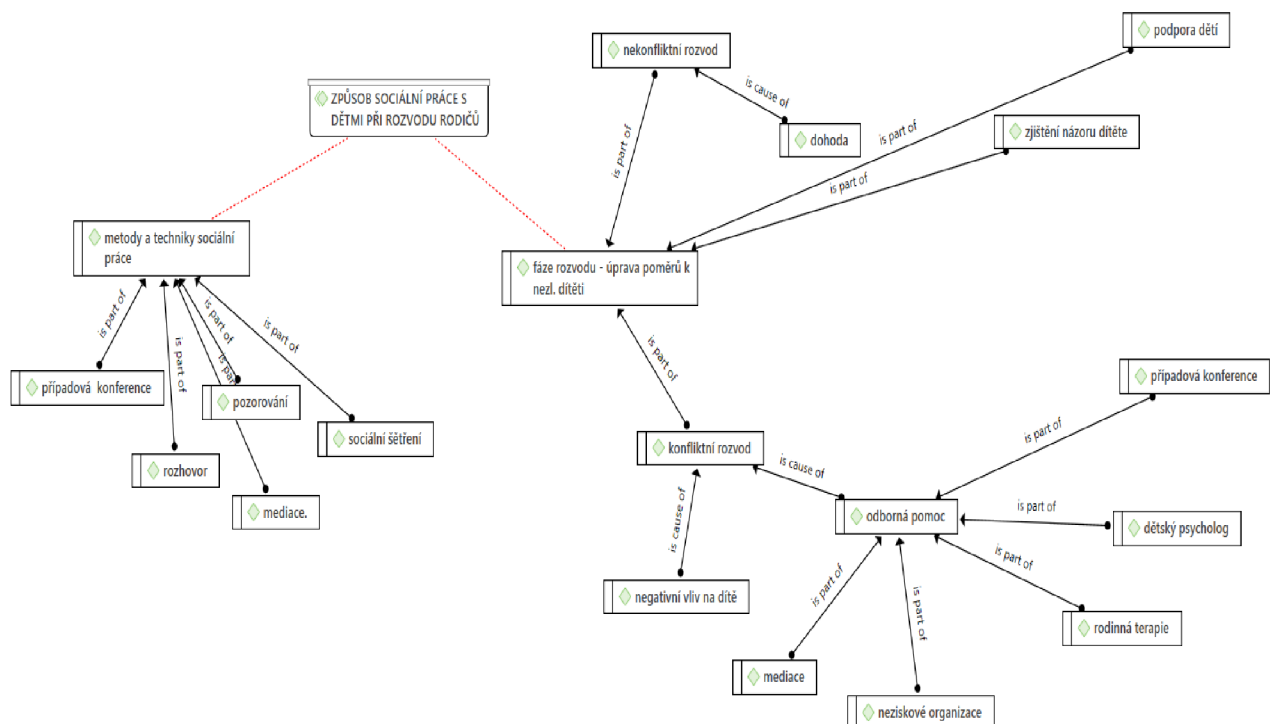 nekonfliktní rozvod
podpora dětí
ZPŮSOB SOCIÁLNÍ PRÁCE S
DĚTMI PŘI ROZVODU RODIČŮ
is cause of
is part of
dohoda
is part of
zjištění názoru dítěte
is part of
metody a techniky sociální
práce
fáze rozvodu - úprava poměrů k
nezl. dítěti
is part of
is part of
is part of
is part of
is par
is part of
případová konference
pozorování
sociální šětření
rozhovor
mediace.
případová konference
konfliktní rozvod
is part of
is cause of
is cause of
odborná pomoc
is part of
dětský psycholog
is part of
is part of
is part of
negativní vliv na dítě
rodinná terapie
mediace
neziskové organizace